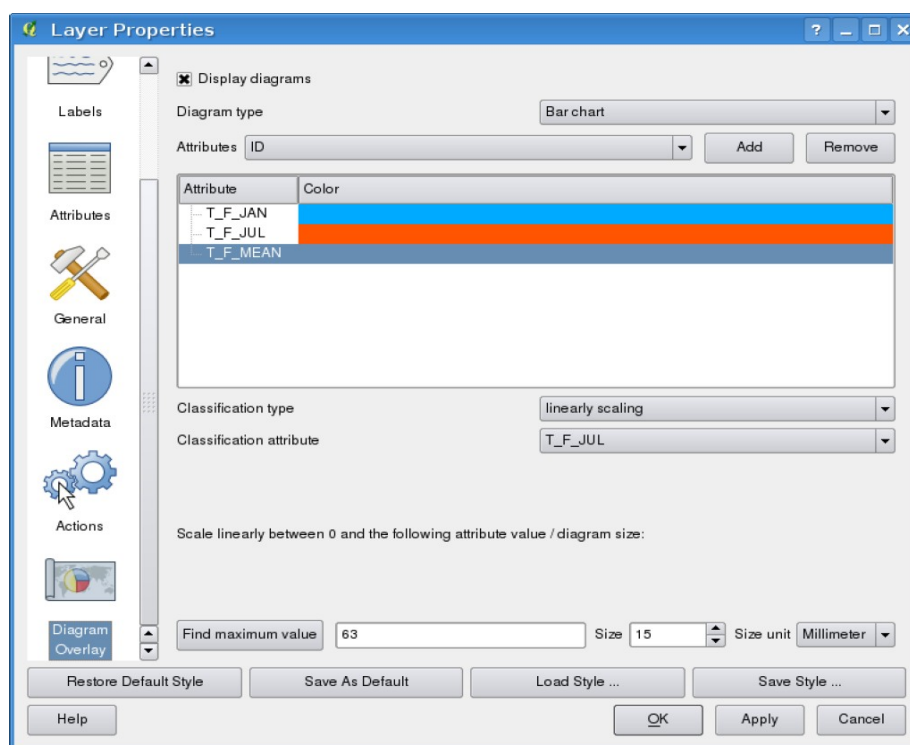 Layer Properties
Labels
Attributes
General
Metadata
Actions
Diagram
Overlay
Display diagrams
Diagram type Bar chart
Attributes ID Add Remove
Attribute Color
T_F_JAN
T_F_JUL
T_F_MEAN
Classification type linearly scaling
Classification attribute T_F_JUL
Scale linearly between 0 and the following attribute value / diagram size:
Find maximum value 63 Size 15 Size unit Millimeter
Restore Default Style Save As Default Load Style ... Save Style ...
Help OK Apply Cancel